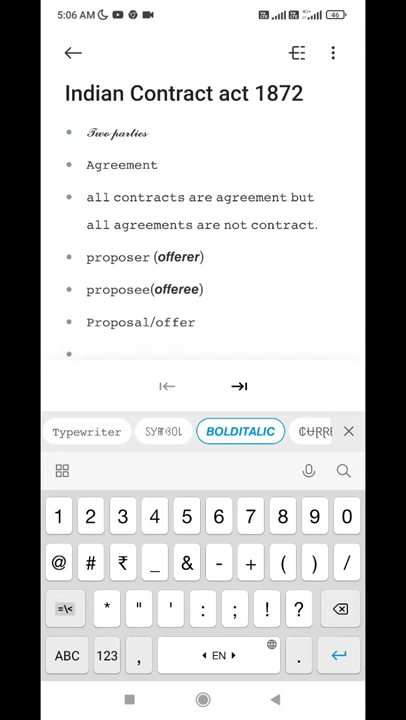 5:06 AM 46
Indian Contract act 1872
Two parties
Agreement
all contracts are agreement but
all agreements are not contract.
proposer (offerer)
proposee(offeree)
Proposal/offer
Typewriter SYMBOL BOLDITALIC CURRE
1 2 3 4 5 6 7 8 9 0
@ # ₹ _ & - + ( ) /
=\< * " ' : ; ! ?
ABC 123 , EN .